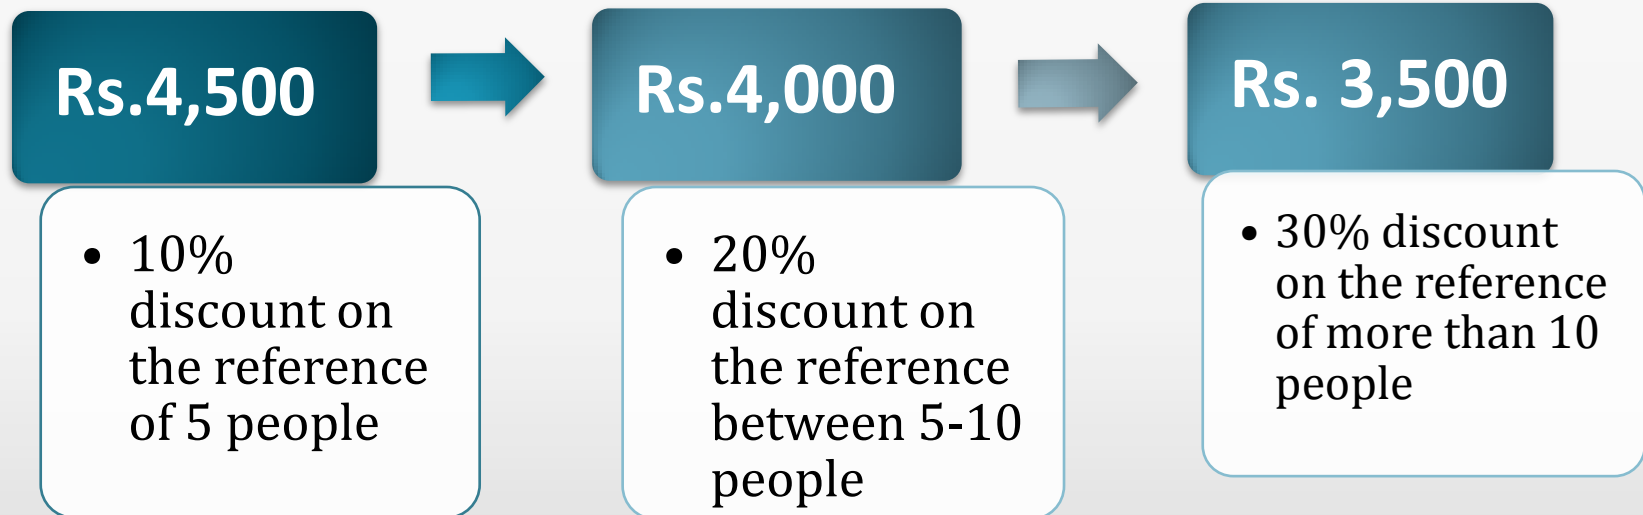 Rs.4,500
• 10%
discount on
the reference
of 5 people
Rs.4,000
• 20%
discount on
the reference
between 5-10
people
Rs. 3,500
• 30% discount
on the reference
of more than 10
people